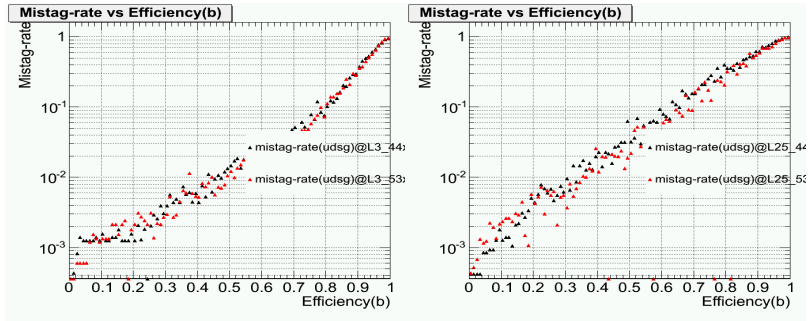 Mistag-rate vs Efficiency(b)
Mistag-rate
1
10-1
10-2
10-3
mistag-rate(udsg)@L3_44x
mistag-rate(udsg)@L3_53x
0 0.1 0.2 0.3 0.4 0.5 0.6 0.7 0.8 0.9 1
Efficiency(b)
Mistag-rate vs Efficiency(b)
Mistag-rate
1
10-1
10-2
10-3
mistag-rate(udsg)@L25_44
mistag-rate(udsg)@L25_53
0 0.1 0.2 0.3 0.4 0.5 0.6 0.7 0.8 0.9 1
Efficiency(b)